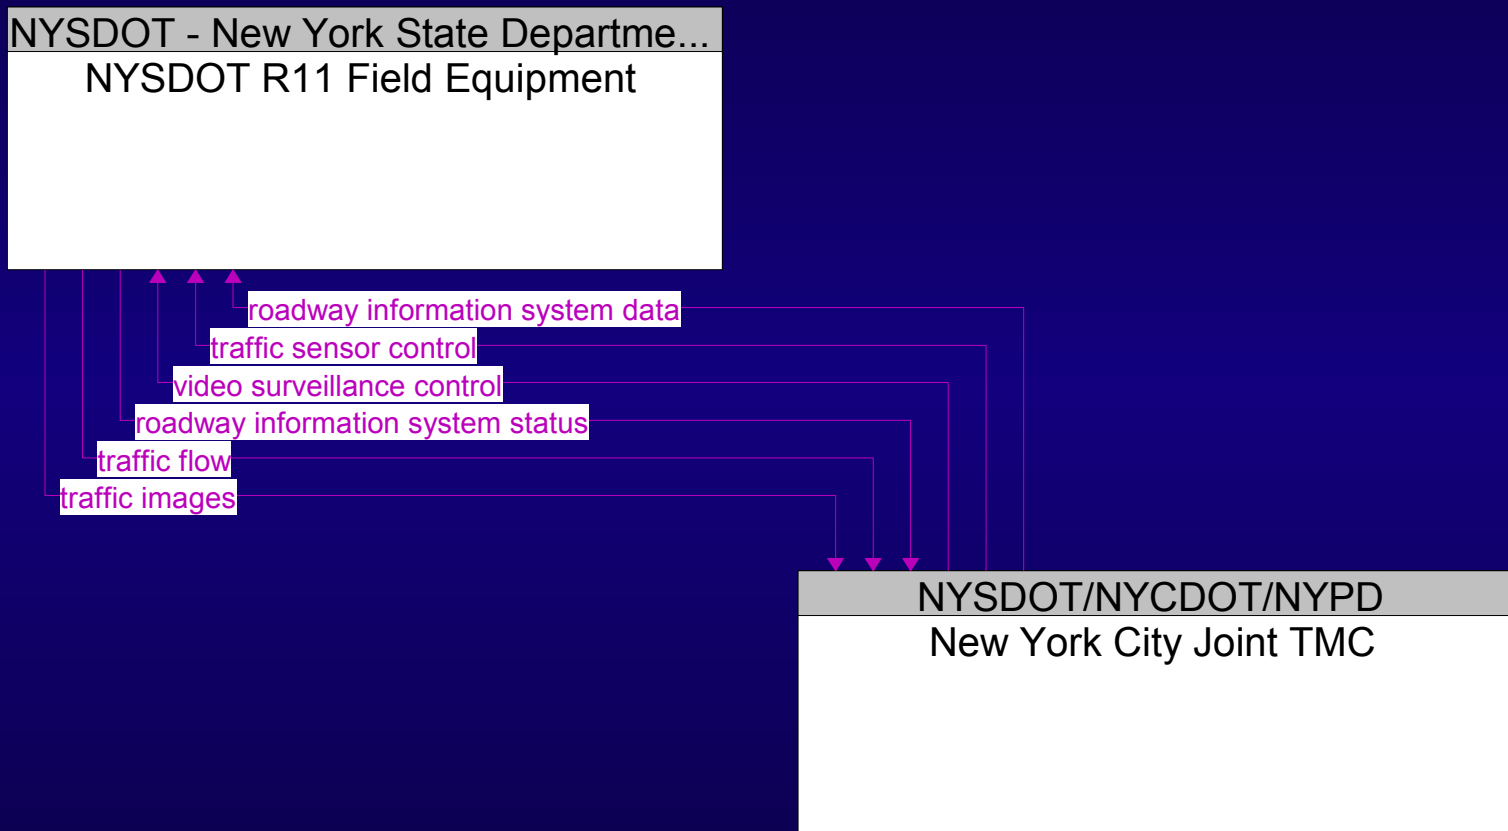 NYSDOT - New York State Departme...
NYSDOT R11 Field Equipment
roadway information system data
traffic sensor control
video surveillance control
roadway information system status
traffic flow
traffic images
NYSDOT/NYCDOT/NYPD
New York City Joint TMC